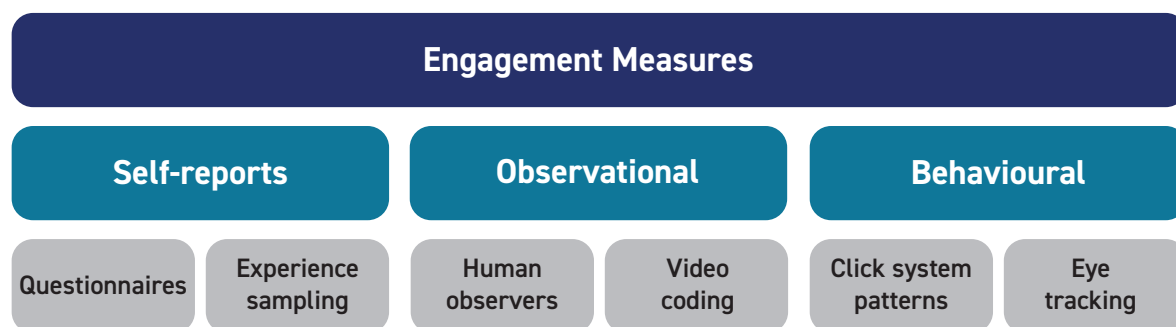 Engagement Measures
Self-reports
Observational
Behavioural
Questionnaires
Experience
sampling
Human
observers
Video
coding
Click system
patterns
Eye
tracking